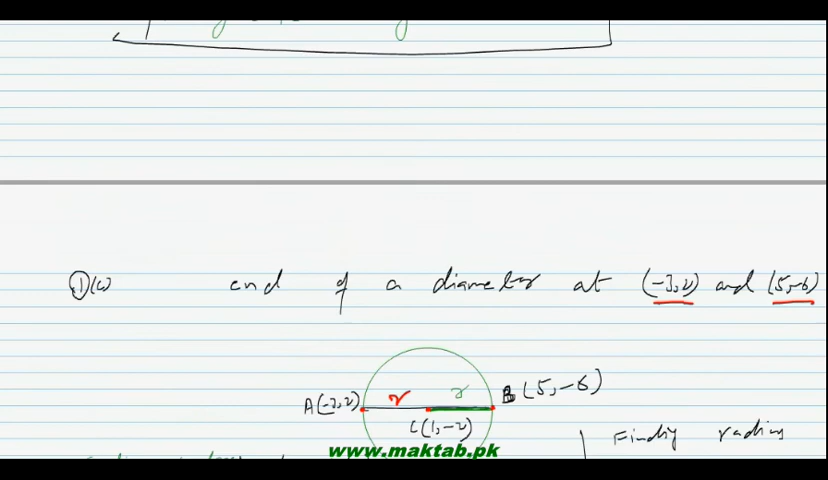 ①(c) end of a diameter at (-3,2) and (5,-6)
A(-3,2) r r B(5,-6)
C(1,-2)
Finding radius
www.maktab.pk